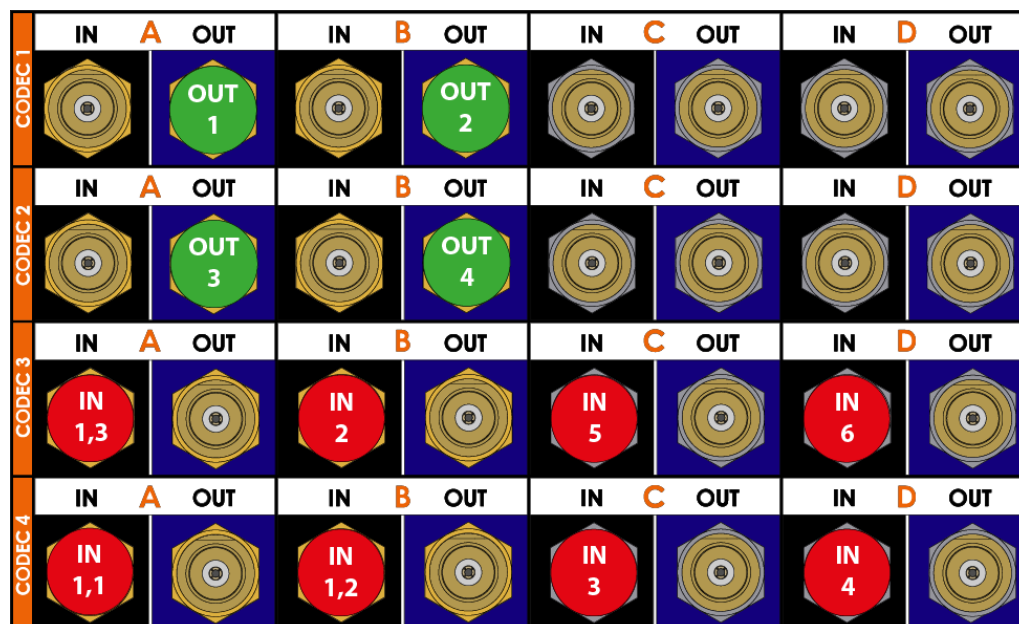 CODEC 1
IN A OUT IN B OUT IN C OUT IN D OUT
OUT
1
OUT
2
CODEC 2
IN A OUT IN B OUT IN C OUT IN D OUT
OUT
3
OUT
4
CODEC 3
IN A OUT IN B OUT IN C OUT IN D OUT
IN
1,3
IN
2
IN
5
IN
6
CODEC 4
IN A OUT IN B OUT IN C OUT IN D OUT
IN
1,1
IN
1,2
IN
3
IN
4